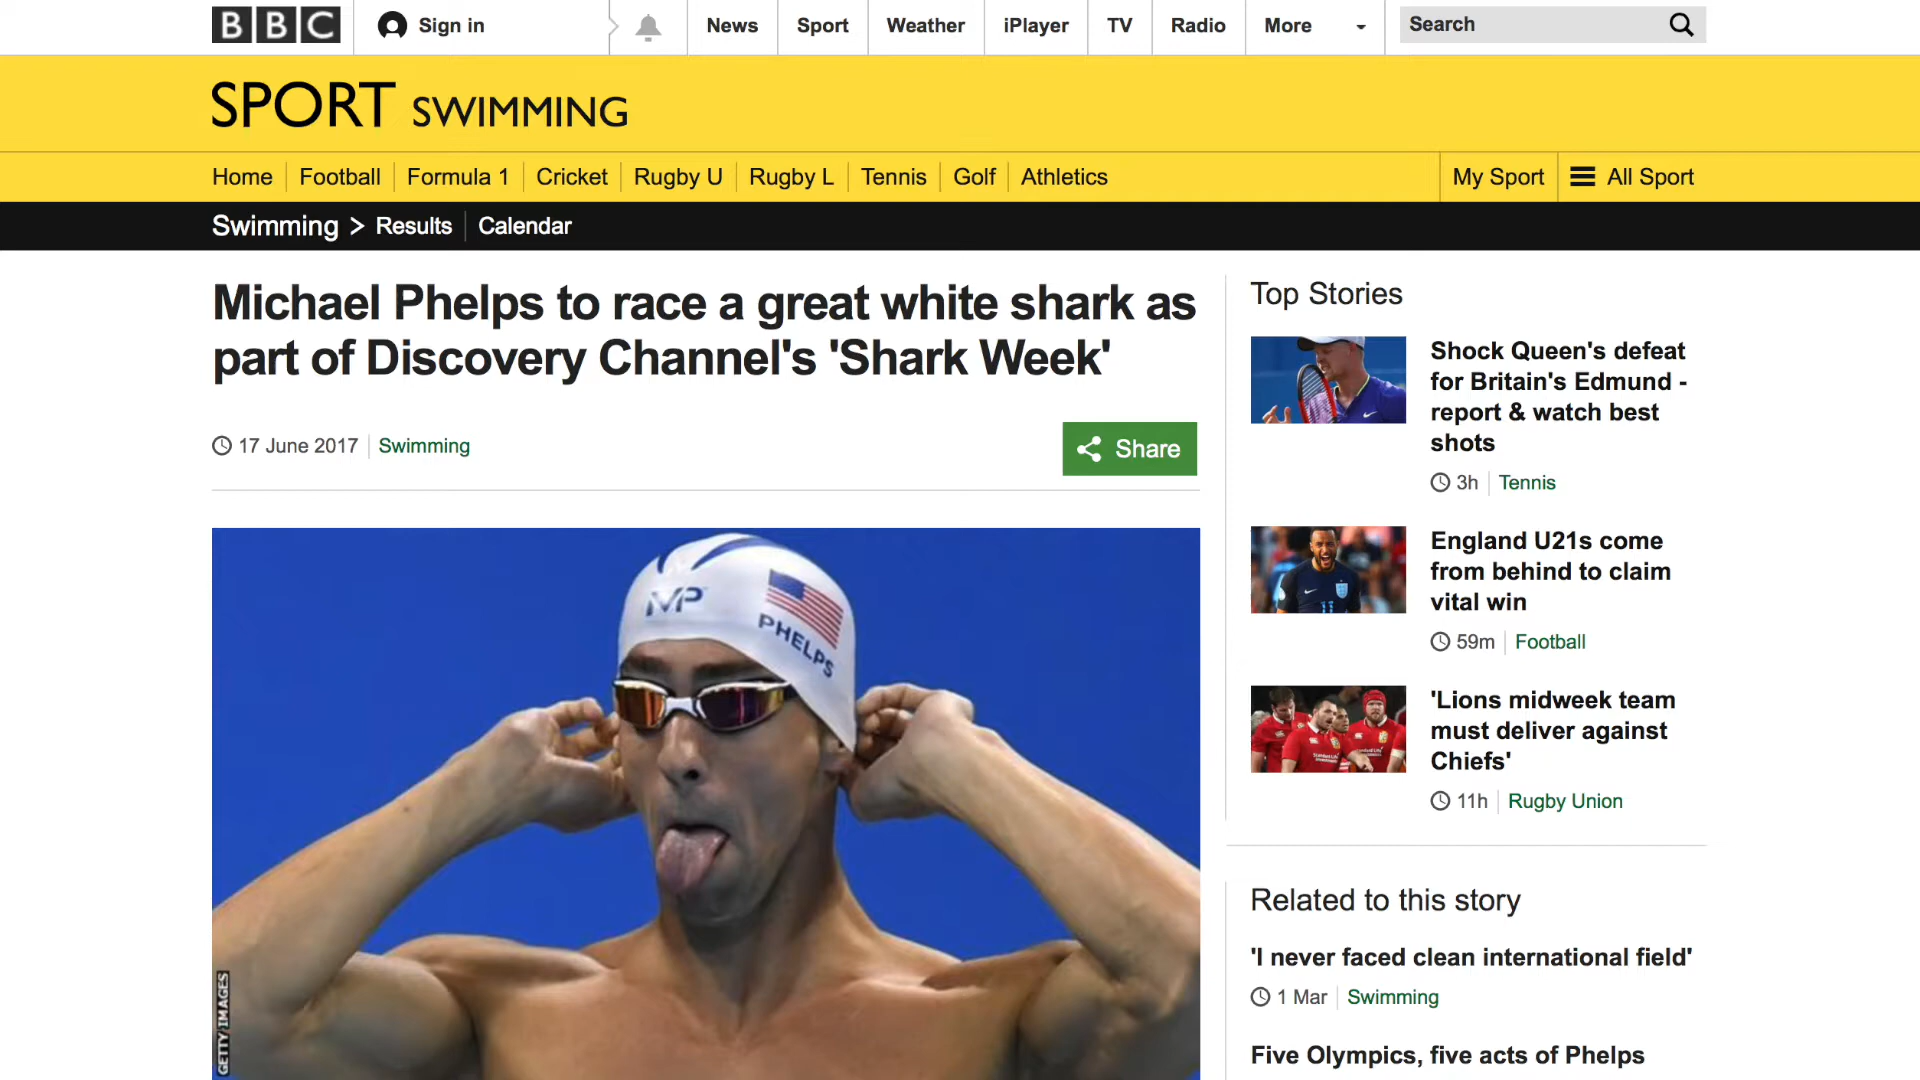 BBC
Sign in
News
Sport
Weather
iPlayer
TV
Radio
More
Search
SPORT SWIMMING
Home
Football
Formula 1
Cricket
Rugby U
Rugby L
Tennis
Golf
Athletics
My Sport
All Sport
Swimming > Results
Calendar
Michael Phelps to race a great white shark as
part of Discovery Channel's 'Shark Week'
17 June 2017
Swimming
Share
MP
PHELPS
GETTY IMAGES
Top Stories
Shock Queen's defeat
for Britain's Edmund -
report & watch best
shots
3h
Tennis
England U21s come
from behind to claim
vital win
59m
Football
'Lions midweek team
must deliver against
Chiefs'
11h
Rugby Union
Related to this story
'I never faced clean international field'
1 Mar
Swimming
Five Olympics, five acts of Phelps